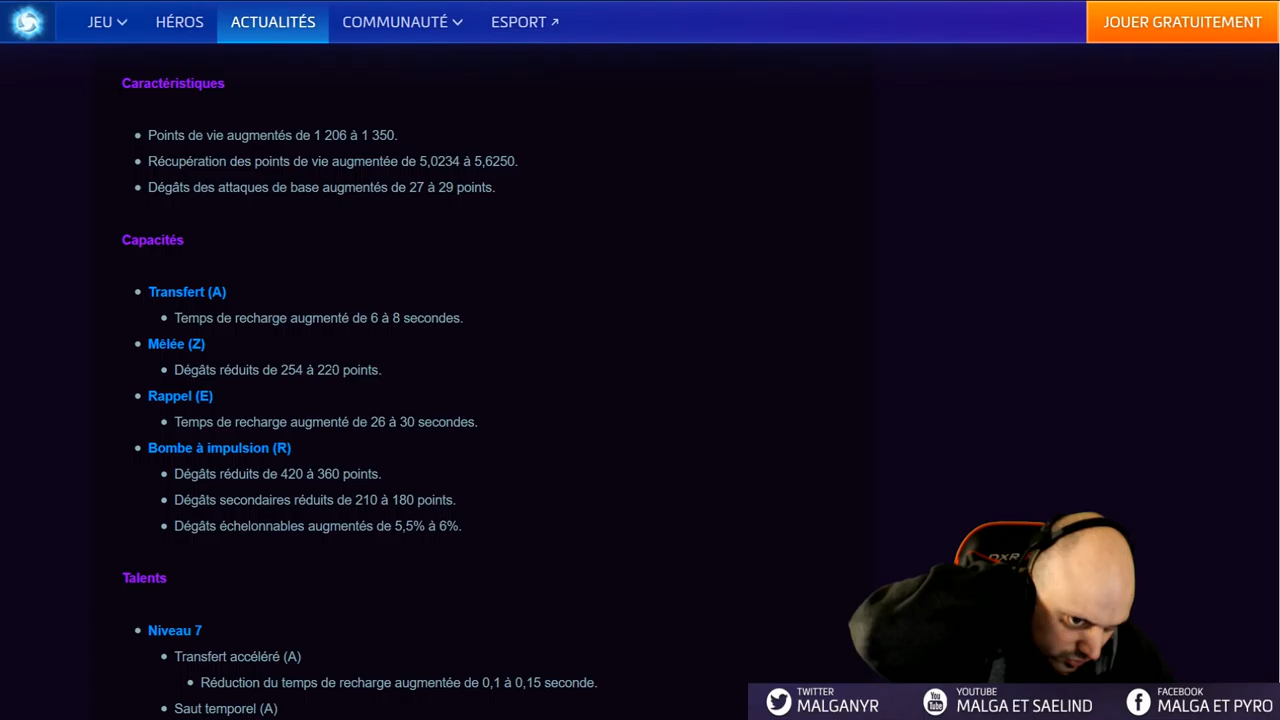 JEU
HÉROS
ACTUALITÉS
COMMUNAUTÉ
ESPORT
JOUER GRATUITEMENT
Caractéristiques
Points de vie augmentés de 1 206 à 1 350.
Récupération des points de vie augmentée de 5,0234 à 5,6250.
Dégâts des attaques de base augmentés de 27 à 29 points.
Capacités
Transfert (A)
Temps de recharge augmenté de 6 à 8 secondes.
Mêlée (Z)
Dégâts réduits de 254 à 220 points.
Rappel (E)
Temps de recharge augmenté de 26 à 30 secondes.
Bombe à impulsion (R)
Dégâts réduits de 420 à 360 points.
Dégâts secondaires réduits de 210 à 180 points.
Dégâts échelonnables augmentés de 5,5% à 6%.
Talents
Niveau 7
Transfert accéléré (A)
Réduction du temps de recharge augmentée de 0,1 à 0,15 seconde.
Saut temporel (A)
DXR
TWITTER
MALGANYR
You Tube
YOUTUBE
MALGA ET SAELIND
FACEBOOK
MALGA ET PYRO